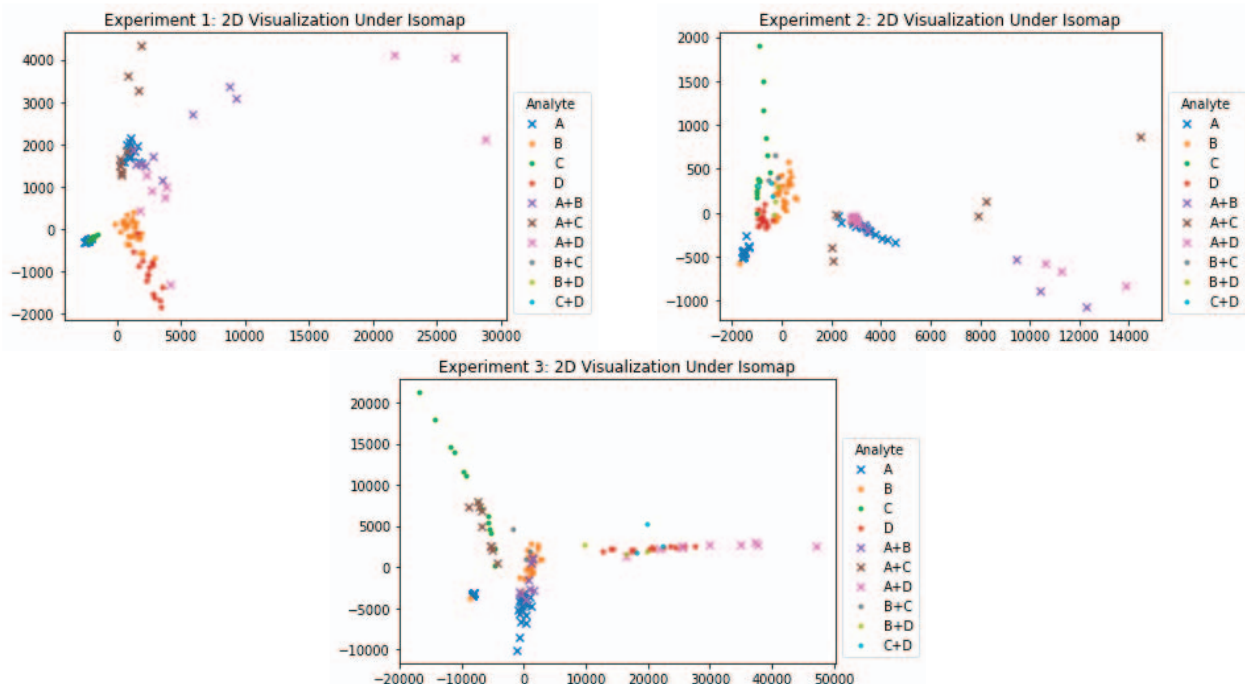 Experiment 1: 2D Visualization Under Isomap
4000
3000
2000
1000
0
−1000
−2000
0
5000
10000
15000
20000
25000
30000
Analyte
A
B
C
D
A+B
A+C
A+D
B+C
B+D
C+D
Experiment 2: 2D Visualization Under Isomap
2000
1500
1000
500
0
−500
−1000
−2000
0
2000
4000
6000
8000
10000
12000
14000
Analyte
A
B
C
D
A+B
A+C
A+D
B+C
B+D
C+D
Experiment 3: 2D Visualization Under Isomap
20000
15000
10000
5000
0
−5000
−10000
−20000
−10000
0
10000
20000
30000
40000
50000
Analyte
A
B
C
D
A+B
A+C
A+D
B+C
B+D
C+D